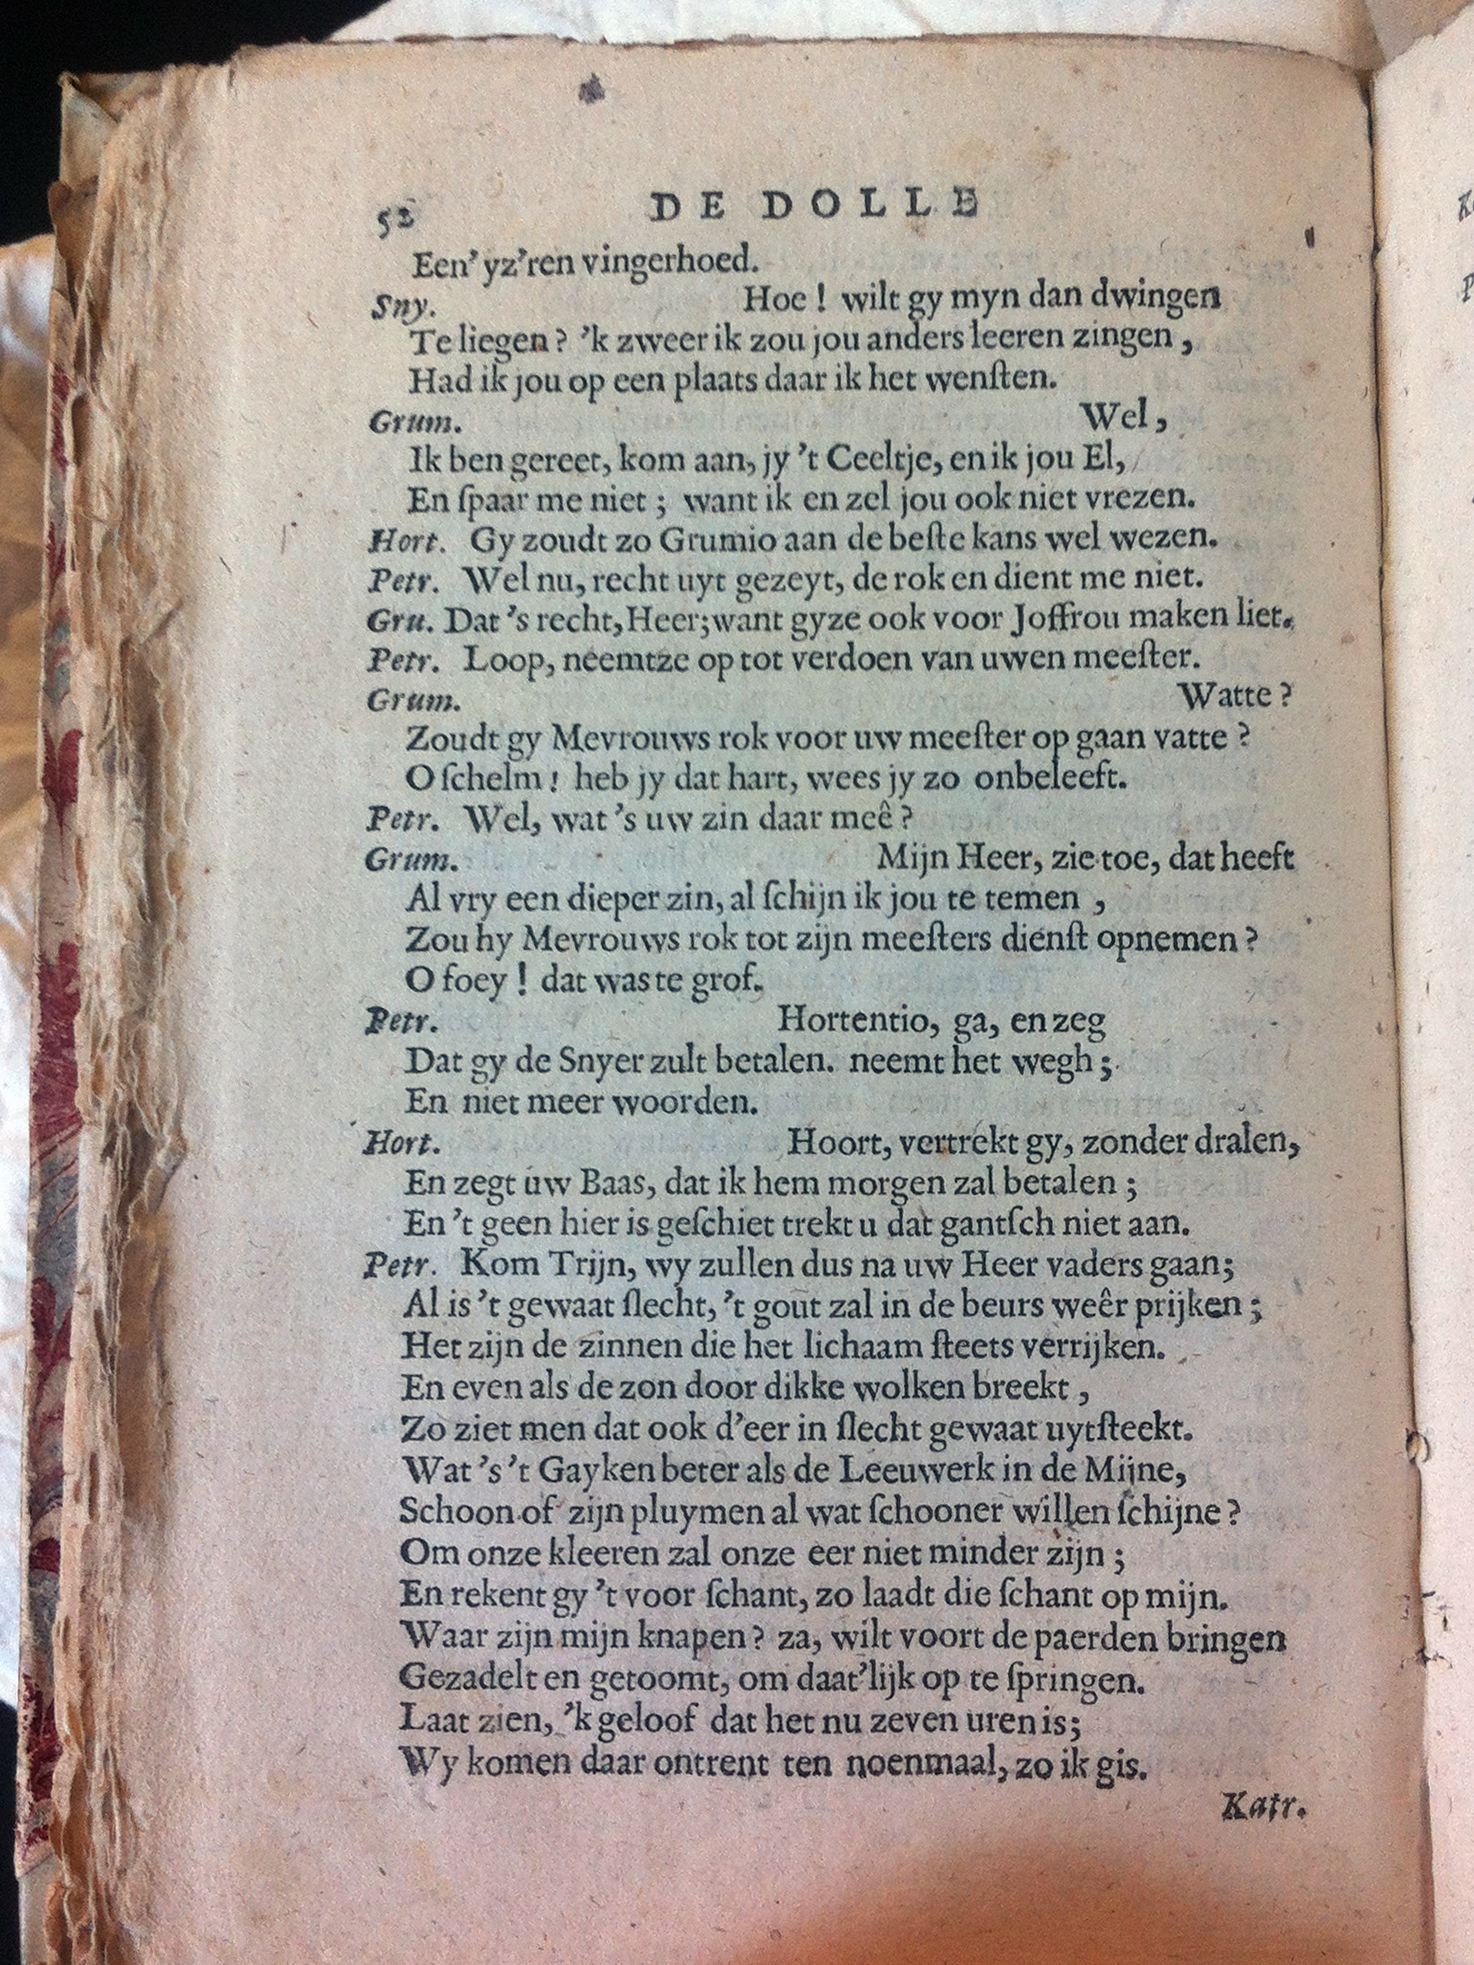 52 DE DOLLE
Een' yz'ren vingerhoed.
Sny. Hoe ! wilt gy myn dan dwingen
Te liegen? 'k zweer ik zou jou anders leeren zingen,
Had ik jou op een plaats daar ik het wenſten.
Grum. Wel,
Ik ben gereet, kom aan, jy 't Ceeltje, en ik jou El,
En ſpaar me niet; want ik en zel jou ook niet vrezen.
Hort. Gy zoudt zo Grumio aan de beſte kans wel wezen.
Petr. Wel nu, recht uyt gezeyt, de rok en dient me niet.
Gru. Dat 's recht, Heer; want gyze ook voor Joffrou maken liet.
Petr. Loop, neemtze op tot verdoen van uwen meeſter.
Grum. Watte?
Zoudt gy Mevrouws rok voor uw meeſter op gaan vatte?
O ſchelm! heb jy dat hart, wees jy zo onbeleeft.
Petr. Wel, wat 's uw zin daar meê?
Grum. Mijn Heer, zie toe, dat heeft
Al vry een dieper zin, al ſchijn ik jou te temen,
Zou hy Mevrouws rok tot zijn meeſters dienſt opnemen?
O foey! dat was te grof.
Petr. Hortentio, ga, en zeg
Dat gy de Snyer zult betalen. neemt het wegh;
En niet meer woorden.
Hort. Hoort, vertrekt gy, zonder dralen,
En zegt uw Baas, dat ik hem morgen zal betalen;
En 't geen hier is geſchiet trekt u dat gantſch niet aan.
Petr. Kom Trijn, wy zullen dus na uw Heer vaders gaan;
Al is 't gewaat ſlecht, 't gout zal in de beurs weêr prijken;
Het zijn de zinnen die het lichaam ſteets verrijken.
En even als de zon door dikke wolken breekt,
Zo ziet men dat ook d'eer in ſlecht gewaat uytſteekt.
Wat 's 't Gayken beter als de Leeuwerk in de Mijne,
Schoon of zijn pluymen al wat ſchooner willen ſchijne?
Om onze kleeren zal onze eer niet minder zijn;
En rekent gy 't voor ſchant, zo laadt die ſchant op mijn.
Waar zijn mijn knapen? za, wilt voort de paerden bringen
Gezadelt en getoomt, om daat'lijk op te ſpringen.
Laat zien, 'k geloof dat het nu zeven uren is;
Wy komen daar ontrent ten noenmaal, zo ik gis.
Katr.